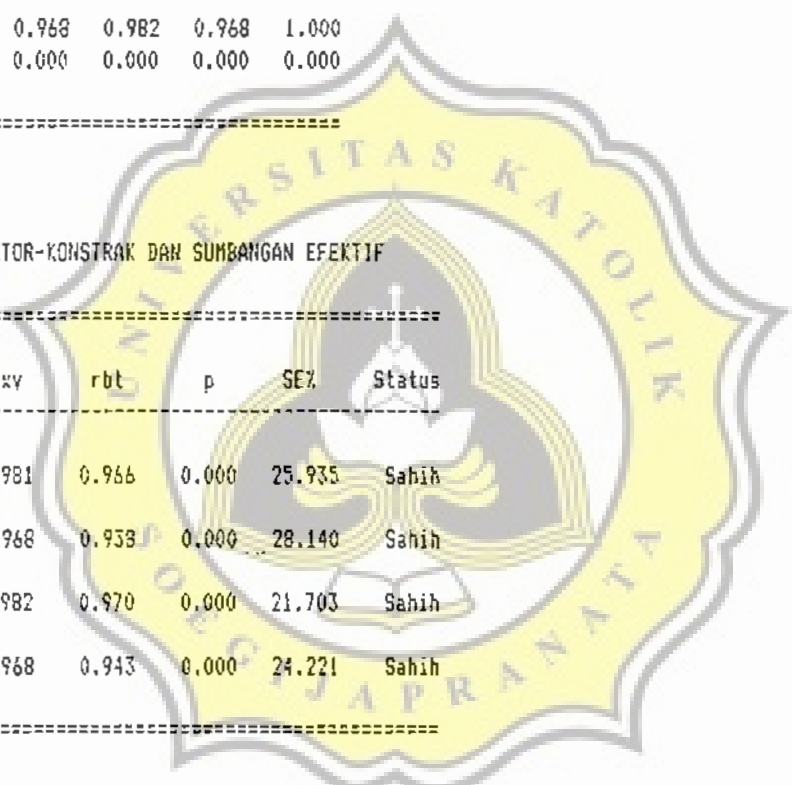 0.968 0.982 0.968 1.000
0.000 0.000 0.000 0.000
==================================
TOR-KONSTRAK DAN SUMBANGAN EFEKTIF
============================================
xy rbt p SE% Status
--------------------------------------------
981 0.966 0.000 25.935 Sahih
968 0.938 0.000 28.140 Sahih
982 0.970 0.000 21.703 Sahih
968 0.943 0.000 24.221 Sahih
============================================
UNIVERSITAS KATOLIK
SOEGIJAPRANATA